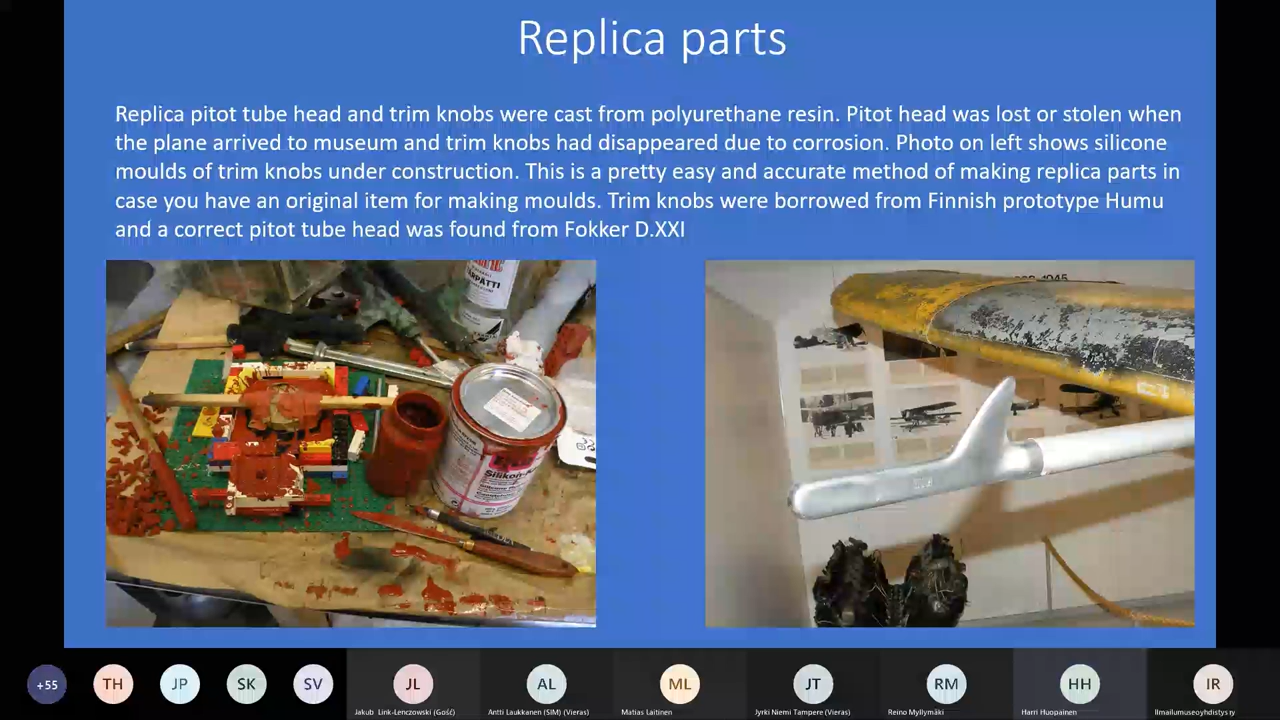 Replica parts
Replica pitot tube head and trim knobs were cast from polyurethane resin. Pitot head was lost or stolen when
the plane arrived to museum and trim knobs had disappeared due to corrosion. Photo on left shows silicone
moulds of trim knobs under construction. This is a pretty easy and accurate method of making replica parts in
case you have an original item for making moulds. Trim knobs were borrowed from Finnish prototype Humu
and a correct pitot tube head was found from Fokker D.XXI
+55
TH
JP
SK
SV
JL
AL
ML
JT
RM
HH
IR
Jakub Link-Lenczowski (Gość)
Antti Laukkanen (SIM) (Vieras)
Matias Laitinen
Jyrki Niemi Tampere (Vieras)
Reino Myllymäki
Harri Huopainen
Ilmailumuseoyhdistys ry